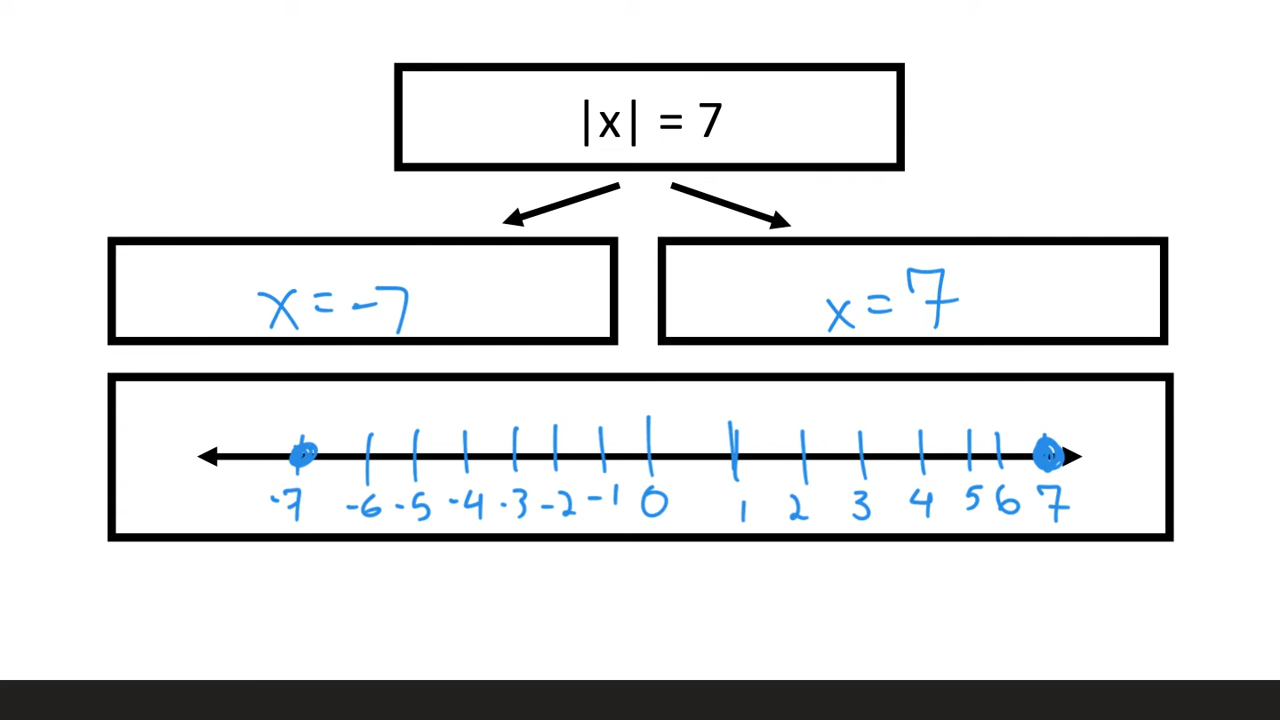 |x| = 7
x = -7
x = 7
-7 -6 -5 -4 -3 -2 -1 0 1 2 3 4 5 6 7